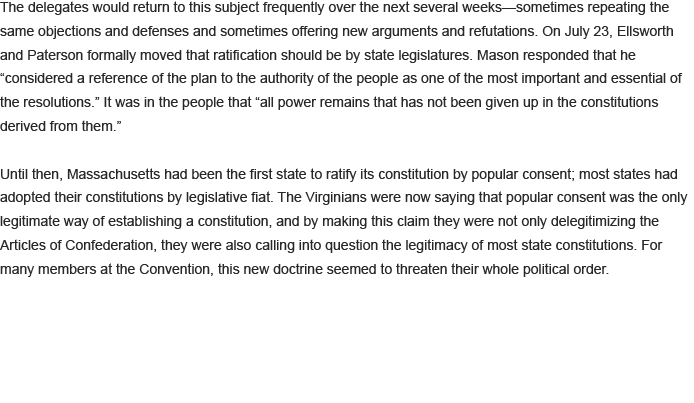 The delegates would return to this subject frequently over the next several weeks—sometimes repeating the
same objections and defenses and sometimes offering new arguments and refutations. On July 23, Ellsworth
and Paterson formally moved that ratification should be by state legislatures. Mason responded that he
“considered a reference of the plan to the authority of the people as one of the most important and essential of
the resolutions.” It was in the people that “all power remains that has not been given up in the constitutions
derived from them.”
Until then, Massachusetts had been the first state to ratify its constitution by popular consent; most states had
adopted their constitutions by legislative fiat. The Virginians were now saying that popular consent was the only
legitimate way of establishing a constitution, and by making this claim they were not only delegitimizing the
Articles of Confederation, they were also calling into question the legitimacy of most state constitutions. For
many members at the Convention, this new doctrine seemed to threaten their whole political order.